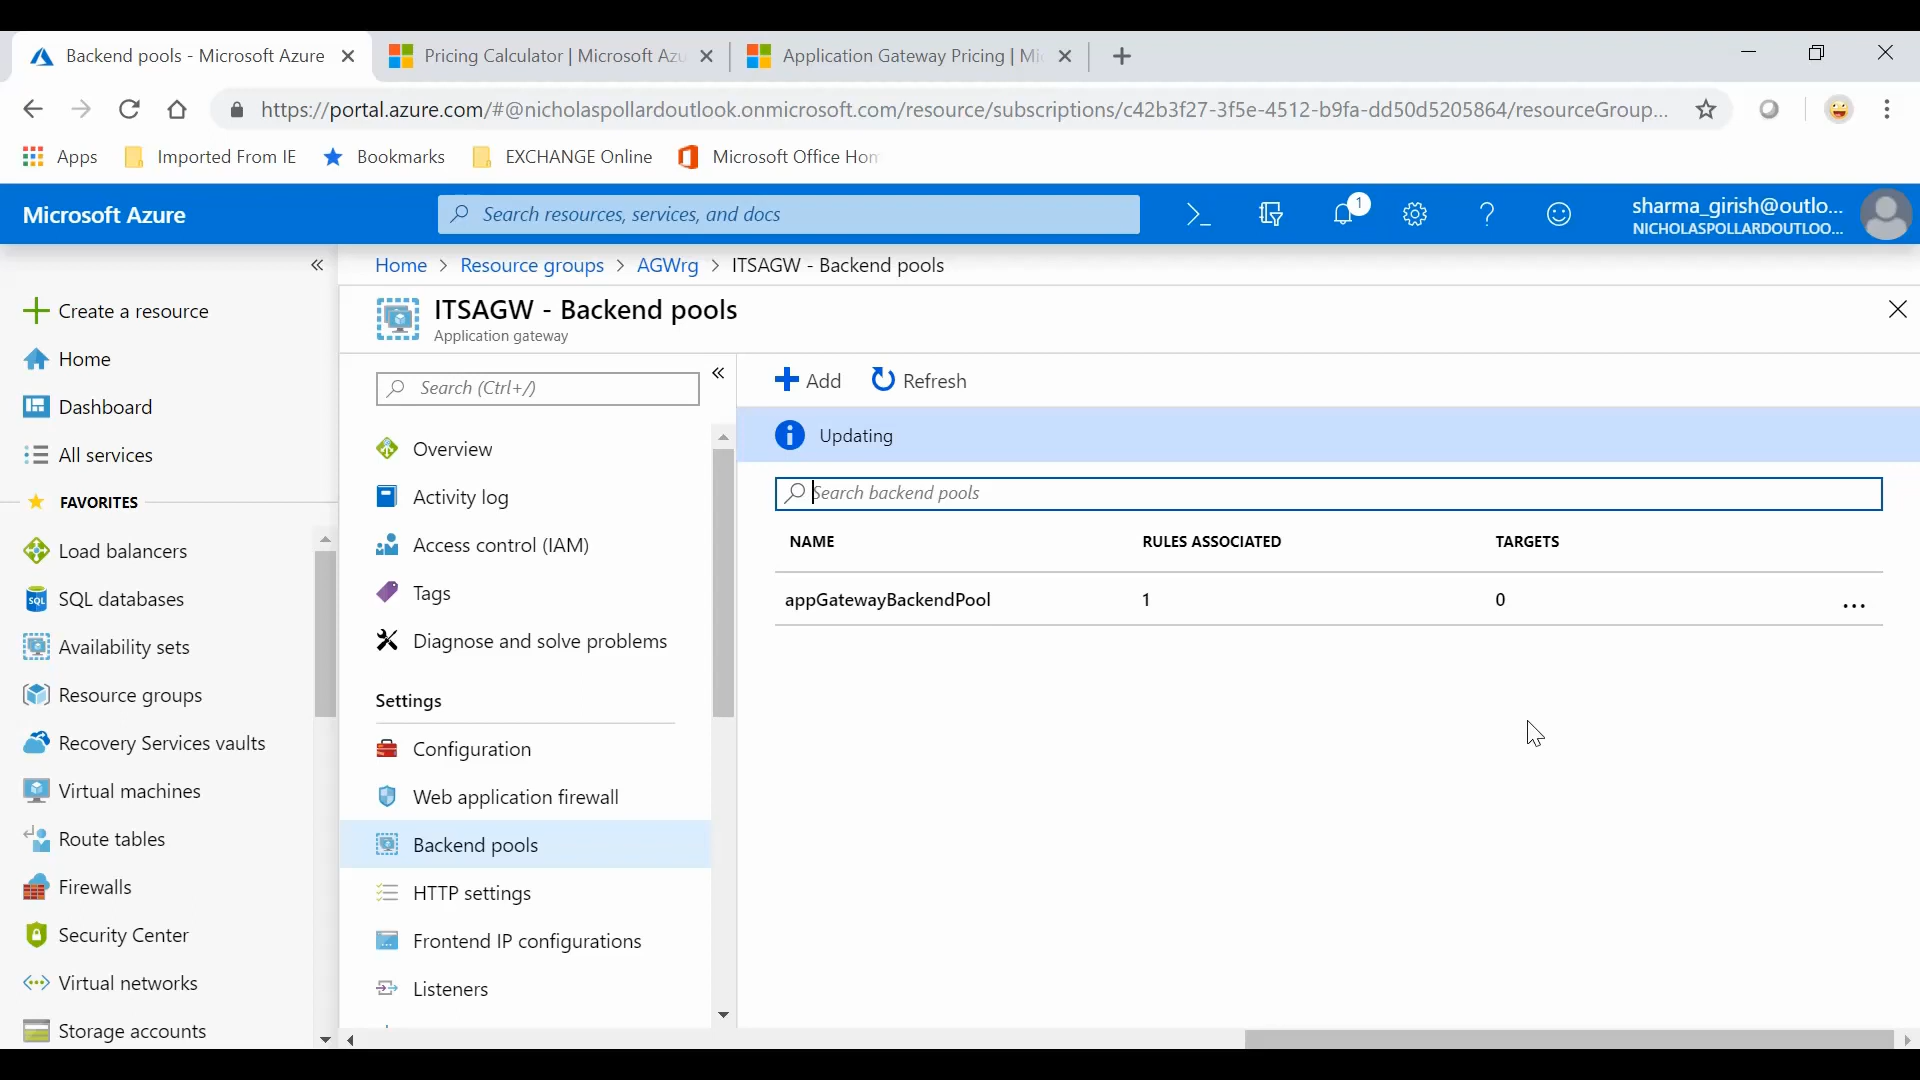 Backend pools - Microsoft Azure
Pricing Calculator | Microsoft Azu
Application Gateway Pricing | Mi
https://portal.azure.com/#@nicholaspollardoutlook.onmicrosoft.com/resource/subscriptions/c42b3f27-3f5e-4512-b9fa-dd50d5205864/resourceGroup...
Apps
Imported From IE
Bookmarks
EXCHANGE Online
Microsoft Office Hom
Microsoft Azure
Search resources, services, and docs
1
sharma_girish@outlo...
NICHOLASPOLLARDOUTLOO...
Home > Resource groups > AGWrg > ITSAGW - Backend pools
Create a resource
Home
Dashboard
All services
FAVORITES
Load balancers
SQL
SQL databases
Availability sets
Resource groups
Recovery Services vaults
Virtual machines
Route tables
Firewalls
Security Center
Virtual networks
Storage accounts
ITSAGW - Backend pools
Application gateway
Search (Ctrl+/)
Overview
Activity log
Access control (IAM)
Tags
Diagnose and solve problems
Settings
Configuration
Web application firewall
Backend pools
HTTP settings
Frontend IP configurations
Listeners
Add
Refresh
Updating
Search backend pools
NAME RULES ASSOCIATED TARGETS
appGatewayBackendPool 1 0 ...